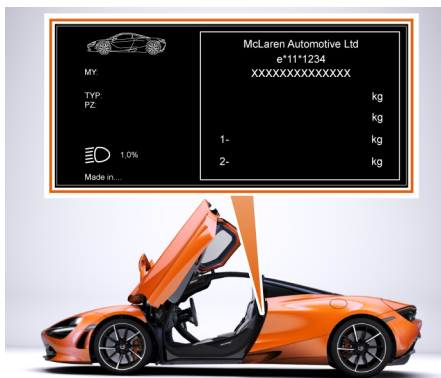 MY:
TYP:
PZ:
1,0%
Made in....
McLaren Automotive Ltd
e*11*1234
XXXXXXXXXXXXXX
kg
kg
1- kg
2- kg